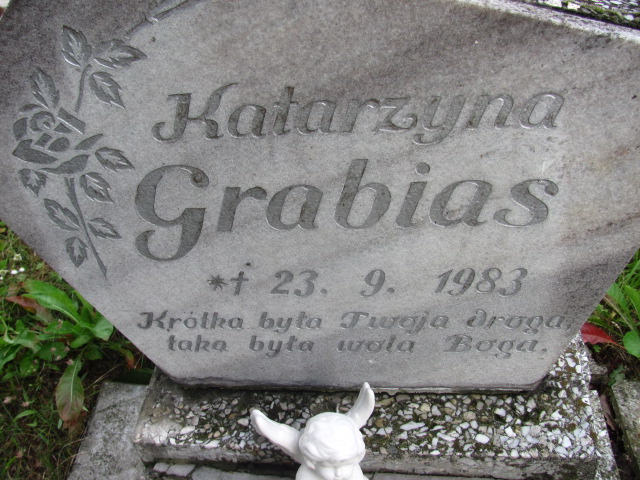 Katarzyna
Grabias
*† 23. 9. 1983
Krótka była Twoja droga,
taka była wola Boga.